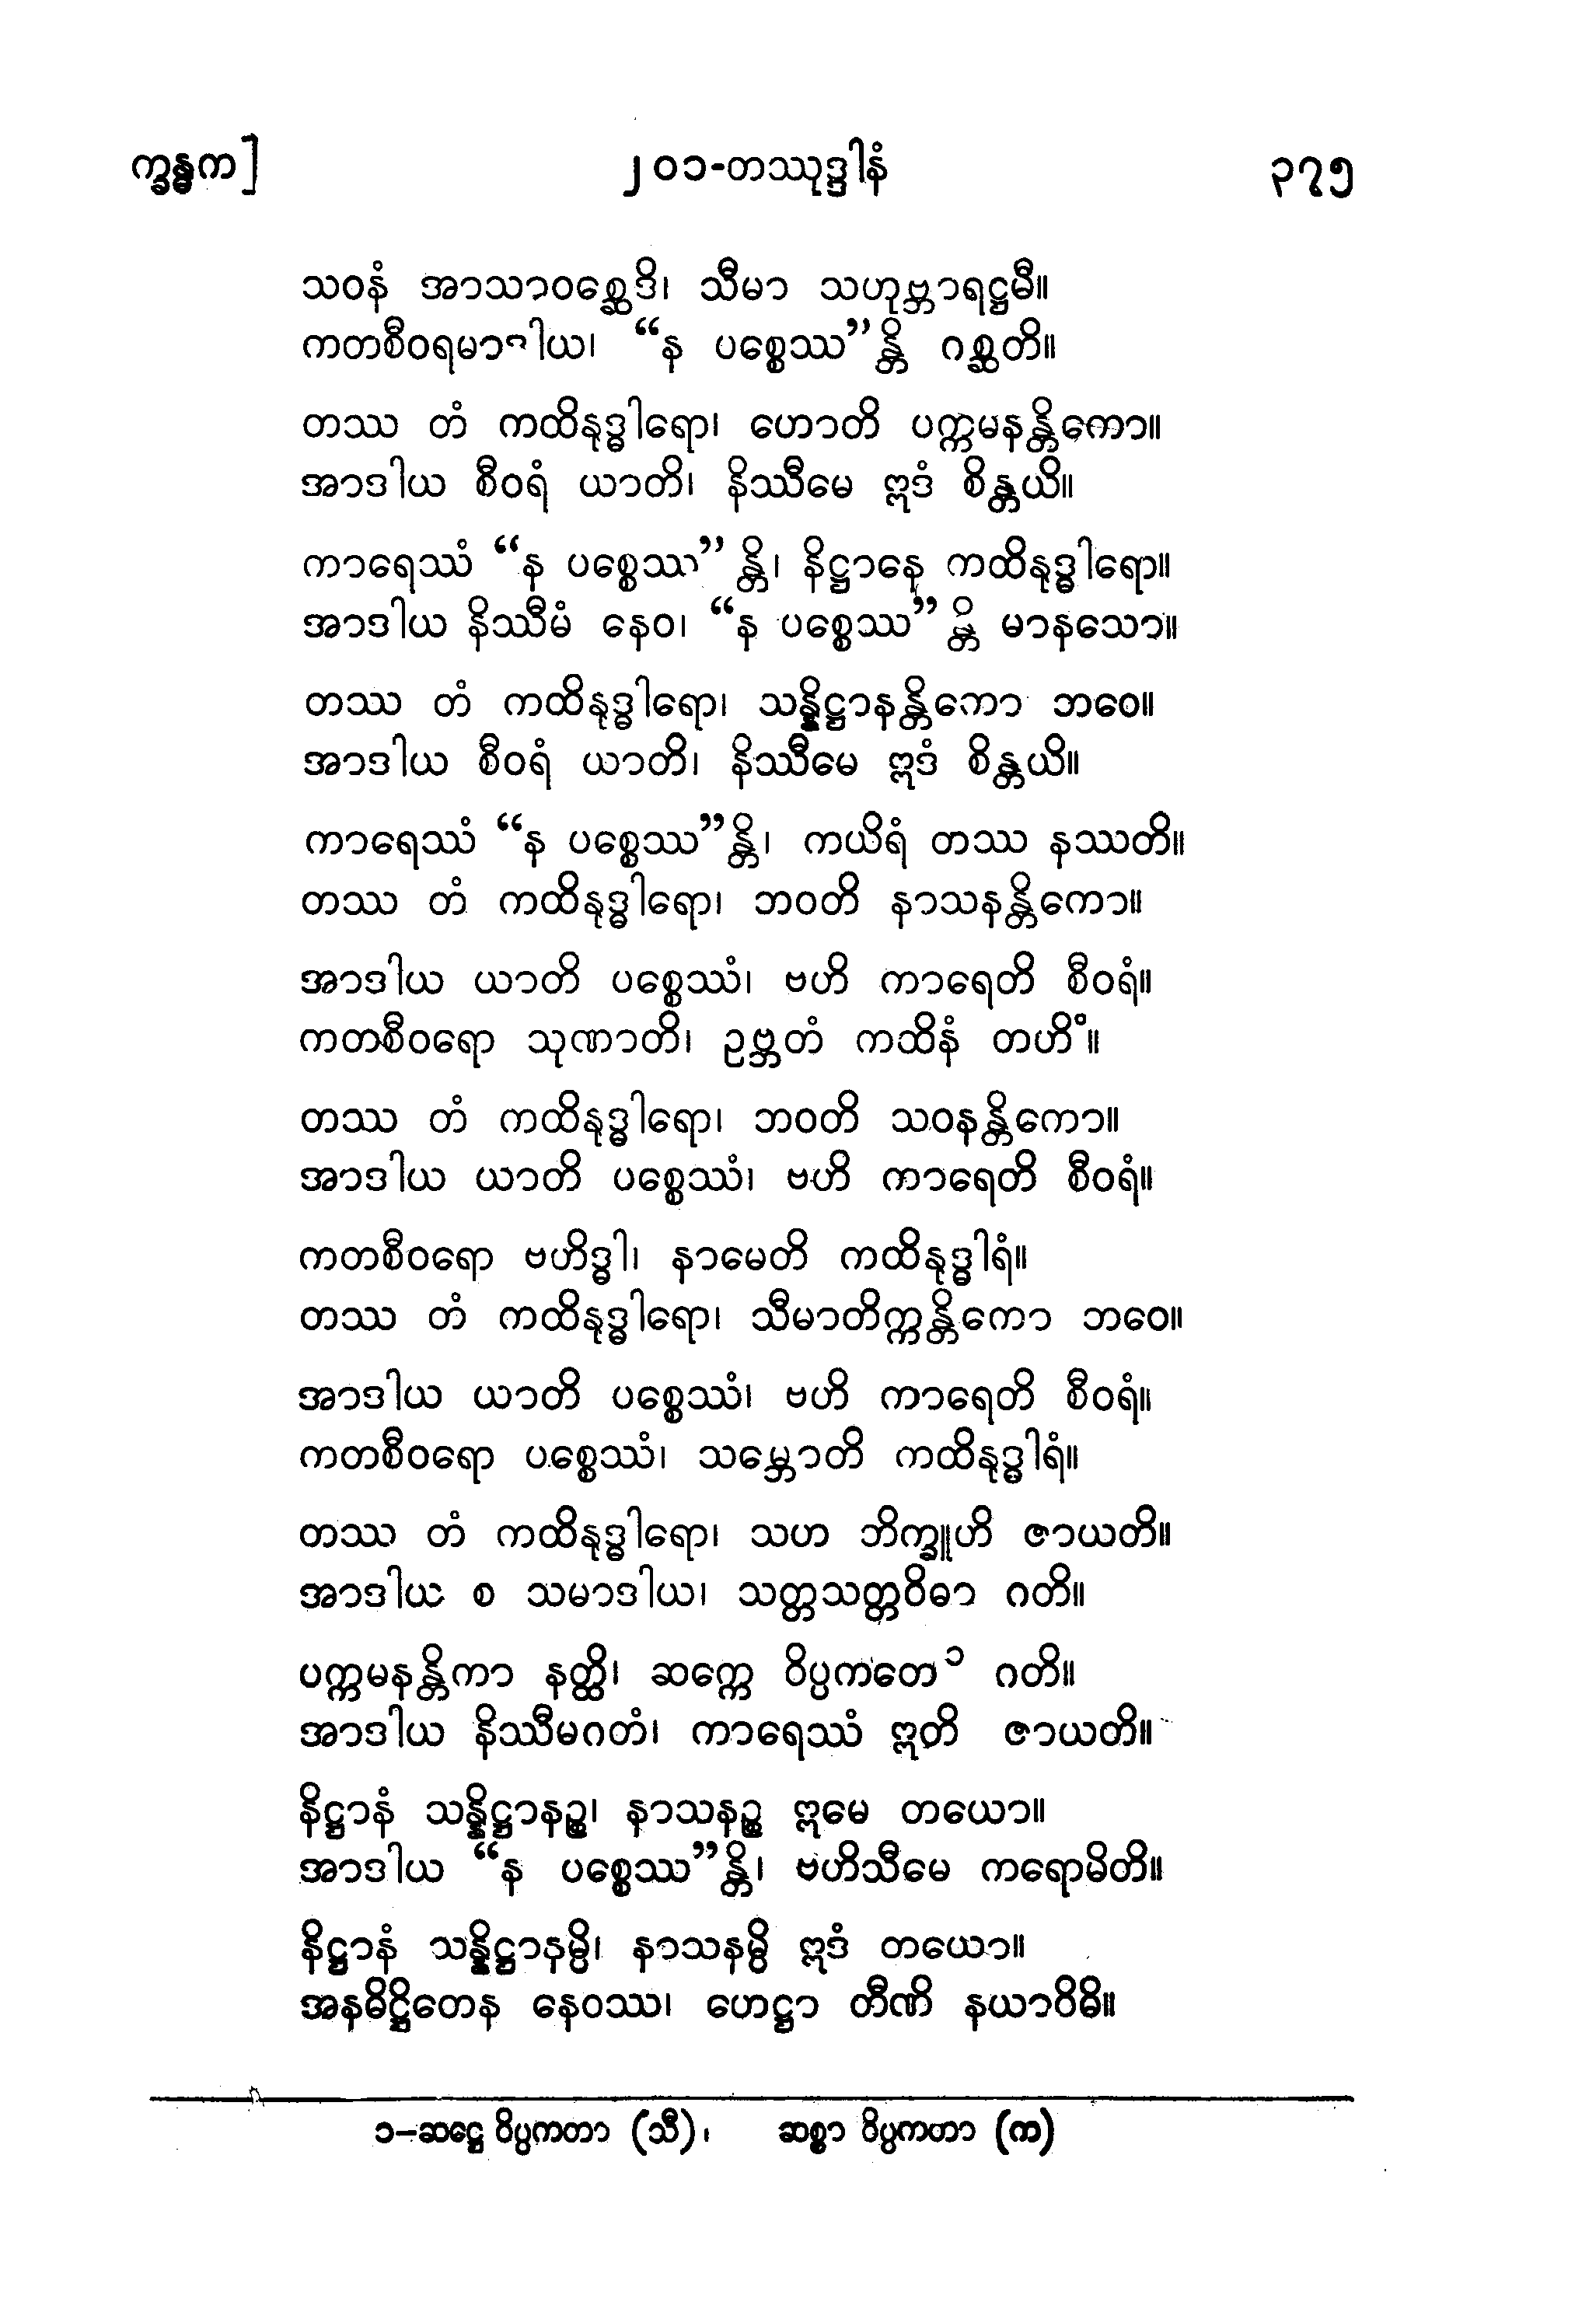 က္ခန္ဓက] ၂၀၁-တဿုဒ္ဒါနံ ၃၇၅
သဝနံ အာသာဝစ္ဆေဒိ၊ သီမာ သဟုဗ္ဘာရဋ္ဌမီ။
ကတစီဝရမာဒါယ၊ “န ပစ္စေဿ”န္တိ ဂစ္ဆတိ။
တဿ တံ ကထိနုဒ္ဓါရော၊ ဟောတိ ပက္ကမနန္တိကော။
အာဒါယ စီဝရံ ယာတိ၊ နိဿီမေ ဣဒံ စိန္တယိ။
ကာရေဿံ “န ပစ္စေဿ” န္တိ၊ နိဋ္ဌာနေ ကထိနုဒ္ဓါရော။
အာဒါယ နိဿီမံ နေဝ၊ “န ပစ္စေဿ” န္တိ မာနသော။
တဿ တံ ကထိနုဒ္ဓါရော၊ သန္နိဋ္ဌာနန္တိကော ဘဝေ။
အာဒါယ စီဝရံ ယာတိ၊ နိဿီမေ ဣဒံ စိန္တယိ။
ကာရေဿံ “န ပစ္စေဿ”န္တိ၊ ကယိရံ တဿ နဿတိ။
တဿ တံ ကထိနုဒ္ဓါရော၊ ဘဝတိ နာသနန္တိကော။
အာဒါယ ယာတိ ပစ္စေဿံ၊ ဗဟိ ကာရေတိ စီဝရံ။
ကတစီဝရော သုဏာတိ၊ ဥဗ္ဘတံ ကထိနံ တဟိံ။
တဿ တံ ကထိနုဒ္ဓါရော၊ ဘဝတိ သဝနန္တိကော။
အာဒါယ ယာတိ ပစ္စေဿံ၊ ဗဟိ ကာရေတိ စီဝရံ။
ကတစီဝရော ဗဟိဒ္ဓါ၊ နာမေတိ ကထိနုဒ္ဓါရံ။
တဿ တံ ကထိနုဒ္ဓါရော၊ သီမာတိက္ကန္တိကော ဘဝေ။
အာဒါယ ယာတိ ပစ္စေဿံ၊ ဗဟိ ကာရေတိ စီဝရံ။
ကတစီဝရော ပစ္စေဿံ၊ သမ္ဘောတိ ကထိနုဒ္ဓါရံ။
တဿ တံ ကထိနုဒ္ဓါရော၊ သဟ ဘိက္ခူဟိ ဇာယတိ။
အာဒါယ စ သမာဒါယ၊ သတ္တသတ္တဝိဓာ ဂတိ။
ပက္ကမနန္တိကာ နတ္ထိ၊ ဆက္ကေ ဝိပ္ပကတေ ၁ ဂတိ။
အာဒါယ နိဿီမဂတံ၊ ကာရေဿံ ဣတိ ဇာယတိ။
နိဋ္ဌာနံ သန္နိဋ္ဌာနဉ္စ၊ နာသနဉ္စ ဣမေ တယော။
အာဒါယ “န ပစ္စေဿ”န္တိ၊ ဗဟိသီမေ ကရောမိတိ။
နိဋ္ဌာနံ သန္နိဋ္ဌာနမ္ပိ၊ နာသနမ္ပိ ဣဒံ တယော။
အနဓိဋ္ဌိတေန နေဝဿ၊ ဟေဋ္ဌာ တီဏိ နယာဝိဓိ။
၁-ဆဋ္ဌေ ဝိပ္ပကတာ (သီ)၊ ဆစ္စာ ဝိပ္ပကတာ (က)